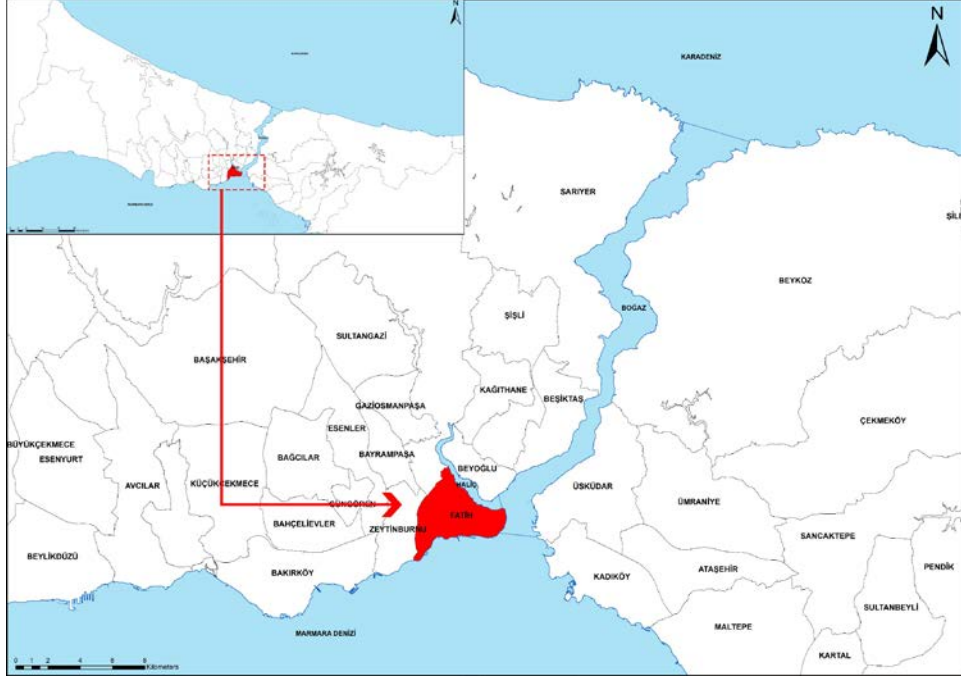 N
N
KARADENİZ
SARIYER
ŞİLE
BEYKOZ
BOĞAZ
ŞİŞLİ
SULTANGAZİ
BAŞAKŞEHİR
KAĞITHANE
BEŞİKTAŞ
GAZİOSMANPAŞA
ÇEKMEKÖY
ESENLER
BÜYÜKÇEKMECE
BAYRAMPAŞA
BAĞCILAR
ESENYURT
BEYOĞLU
AVCILAR
KÜÇÜKÇEKMECE
HALİÇ
ÜSKÜDAR
ÜMRANİYE
GÜNGÖREN
FATİH
BAHÇELİEVLER
ZEYTİNBURNU
SANCAKTEPE
BEYLİKDÜZÜ
BAKIRKÖY
KADIKÖY
ATAŞEHİR
PENDİK
SULTANBEYLİ
MARMARA DENİZİ
MALTEPE
KARTAL
0 1 2 4 6 8
Kilometers